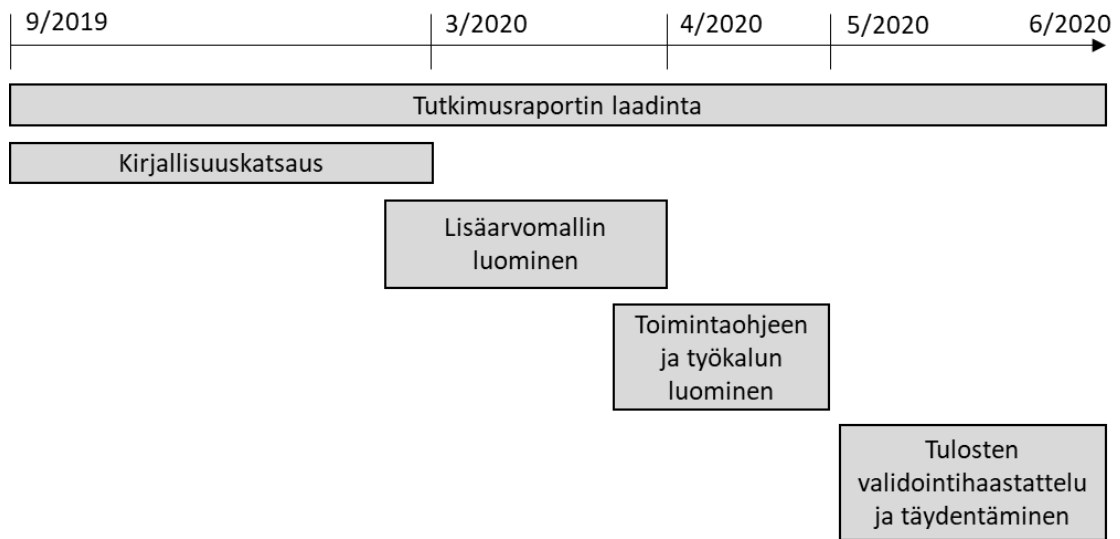 9/2019 3/2020 4/2020 5/2020 6/2020
Tutkimusraportin laadinta
Kirjallisuuskatsaus
Lisäarvomallin
luominen
Toimintaohjeen
ja työkalun
luominen
Tulosten
validointihaastattelu
ja täydentäminen